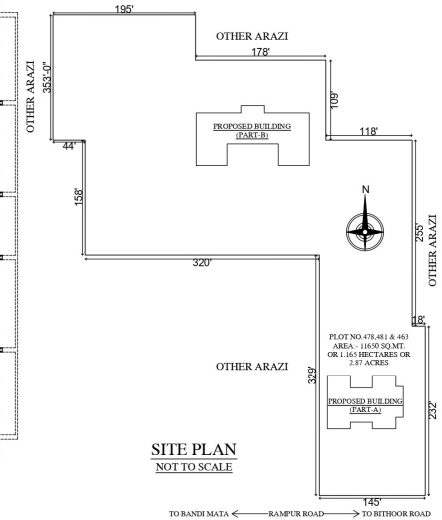 195'
OTHER ARAZI
178'
OTHER ARAZI
353'-0"
109'
PROPOSED BUILDING
(PART-B)
118'
44'
158'
N
255'
OTHER ARAZI
320'
18'
PLOT NO.478,481 & 463
AREA:- 11650 SQ.MT.
OR 1.165 HECTARES OR
2.87 ACRES
OTHER ARAZI
329'
PROPOSED BUILDING
(PART-A)
232'
SITE PLAN
NOT TO SCALE
145'
TO BANDI MATA
RAMPUR ROAD
TO BITHOOR ROAD